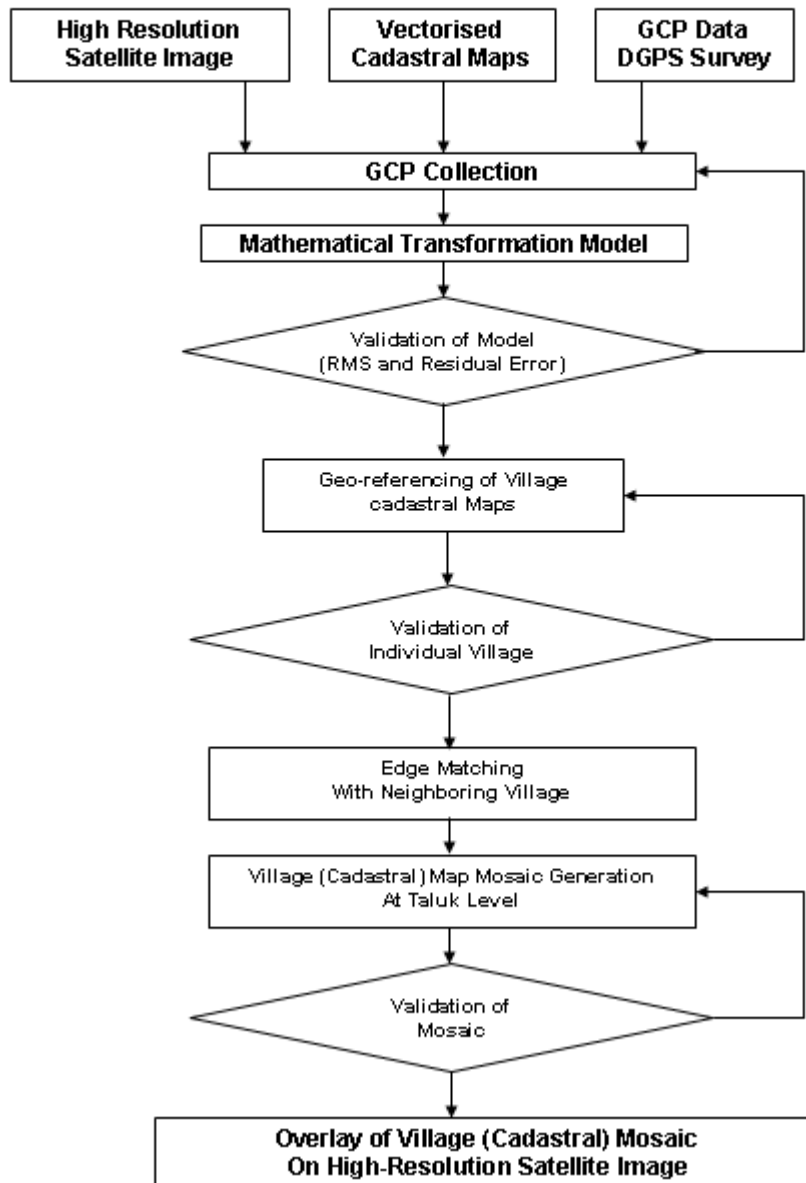 High Resolution
Satellite Image
Vectorised
Cadastral Maps
GCP Data
DGPS Survey
GCP Collection
Mathematical Transformation Model
Validation of Model
(RMS and Residual Error)
Geo-referencing of Village
cadastral Maps
Validation of
Individual Village
Edge Matching
With Neighboring Village
Village (Cadastral) Map Mosaic Generation
At Taluk Level
Validation of
Mosaic
Overlay of Village (Cadastral) Mosaic
On High-Resolution Satellite Image